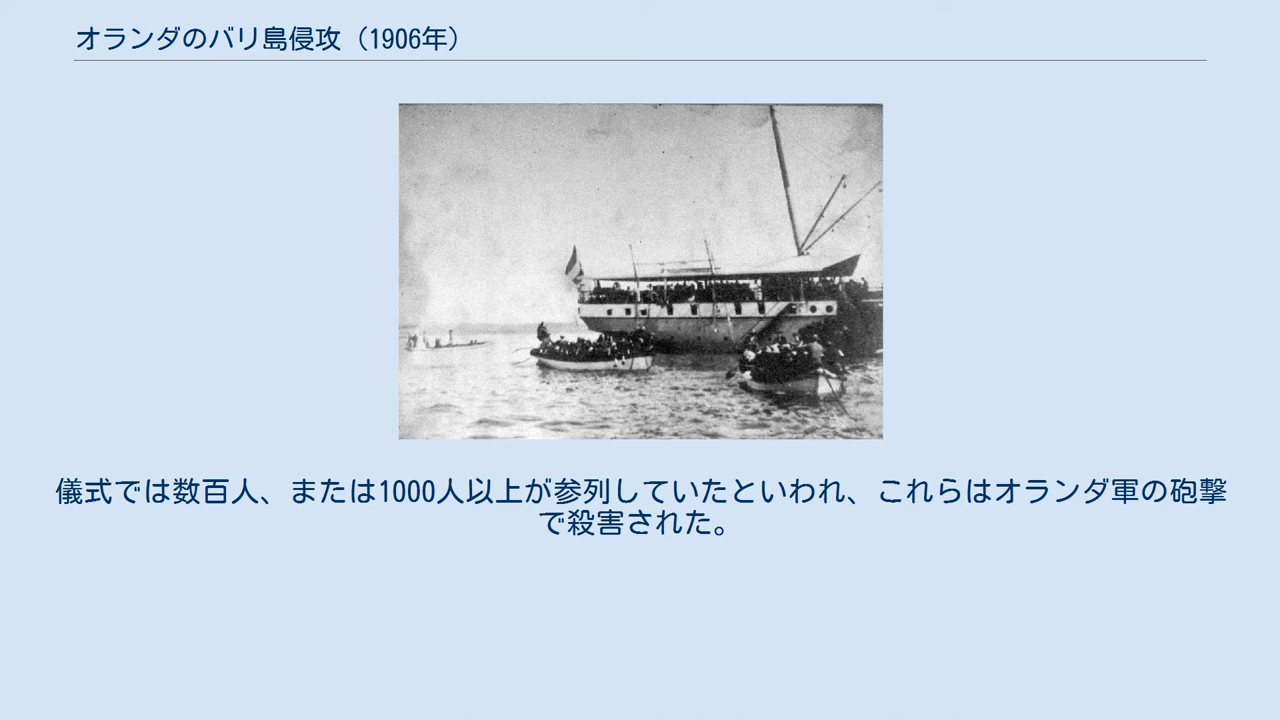 オランダのバリ島侵攻（1906年）
儀式では数百人、または1000人以上が参列していたといわれ、これらはオランダ軍の砲撃
で殺害された。